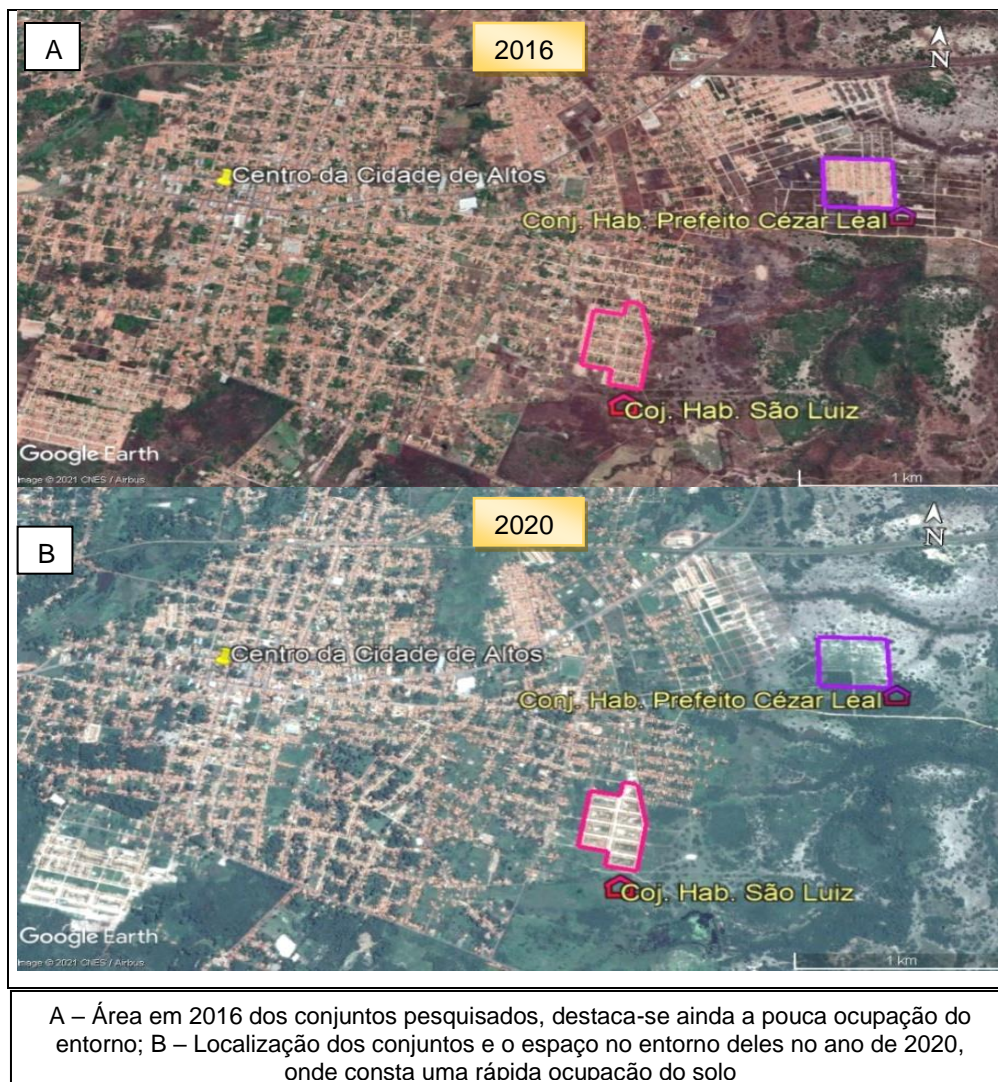 A
2016
N
Centro da Cidade de Altos
Conj. Hab. Prefeito Cézar Leal
Coj. Hab. São Luiz
Google Earth
Image © 2021 CNES / Airbus
1 km
B
2020
N
Centro da Cidade de Altos
Conj. Hab. Prefeito Cézar Leal
Coj. Hab. São Luiz
Google Earth
Image © 2021 CNES / Airbus
1 km
A – Área em 2016 dos conjuntos pesquisados, destaca-se ainda a pouca ocupação do
entorno; B – Localização dos conjuntos e o espaço no entorno deles no ano de 2020,
onde consta uma rápida ocupação do solo